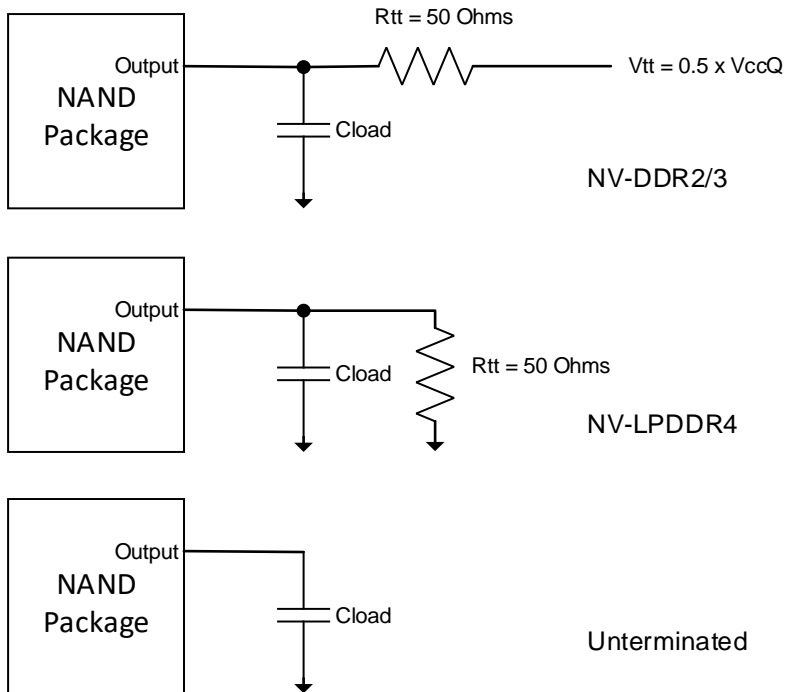 Rtt = 50 Ohms
Output
Vtt = 0.5 x VccQ
NAND
Package
Cload
NV-DDR2/3
Output
NAND
Package
Cload
Rtt = 50 Ohms
NV-LPDDR4
Output
NAND
Package
Cload
Unterminated